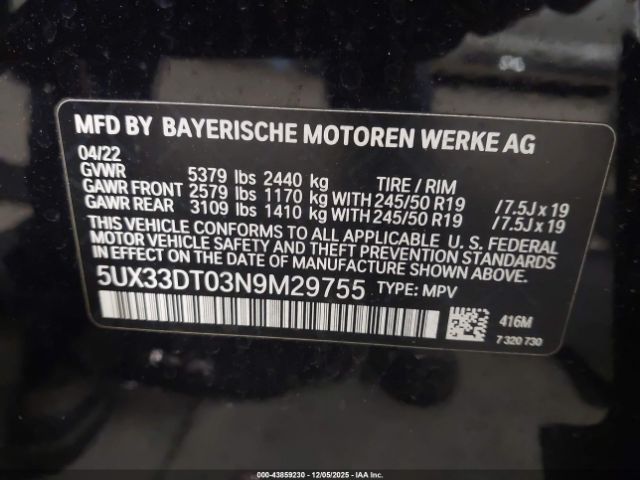 MFD BY BAYERISCHE MOTOREN WERKE AG
04/22
GVWR 5379 lbs 2440 kg TIRE / RIM
GAWR FRONT 2579 lbs 1170 kg WITH 245/50 R19 / 7.5J x 19
GAWR REAR 3109 lbs 1410 kg WITH 245/50 R19 / 7.5J x 19
THIS VEHICLE CONFORMS TO ALL APPLICABLE U.S. FEDERAL
MOTOR VEHICLE SAFETY AND THEFT PREVENTION STANDARDS
IN EFFECT ON THE DATE OF MANUFACTURE SHOWN ABOVE.
5UX33DT03N9M29755 TYPE: MPV
416M
7 320 730
000-43859230 - 12/05/2025 - IAA Inc.